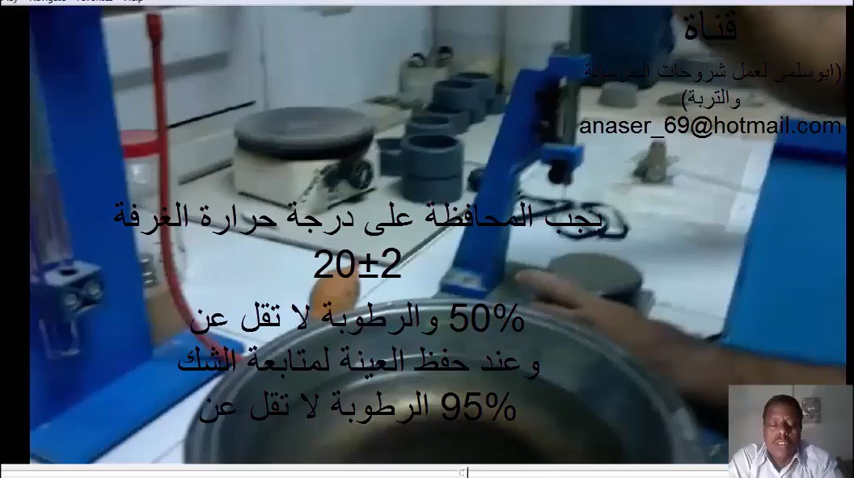 قناة
(ابوسلمى لعمل شروحات الخرسانة
والتربة)
anaser_69@hotmail.com
يجب المحافظة على درجة حرارة الغرفة
20±2
50% والرطوبة لا تقل عن
وعند حفظ العينة لمتابعة الشك
95% الرطوبة لا تقل عن